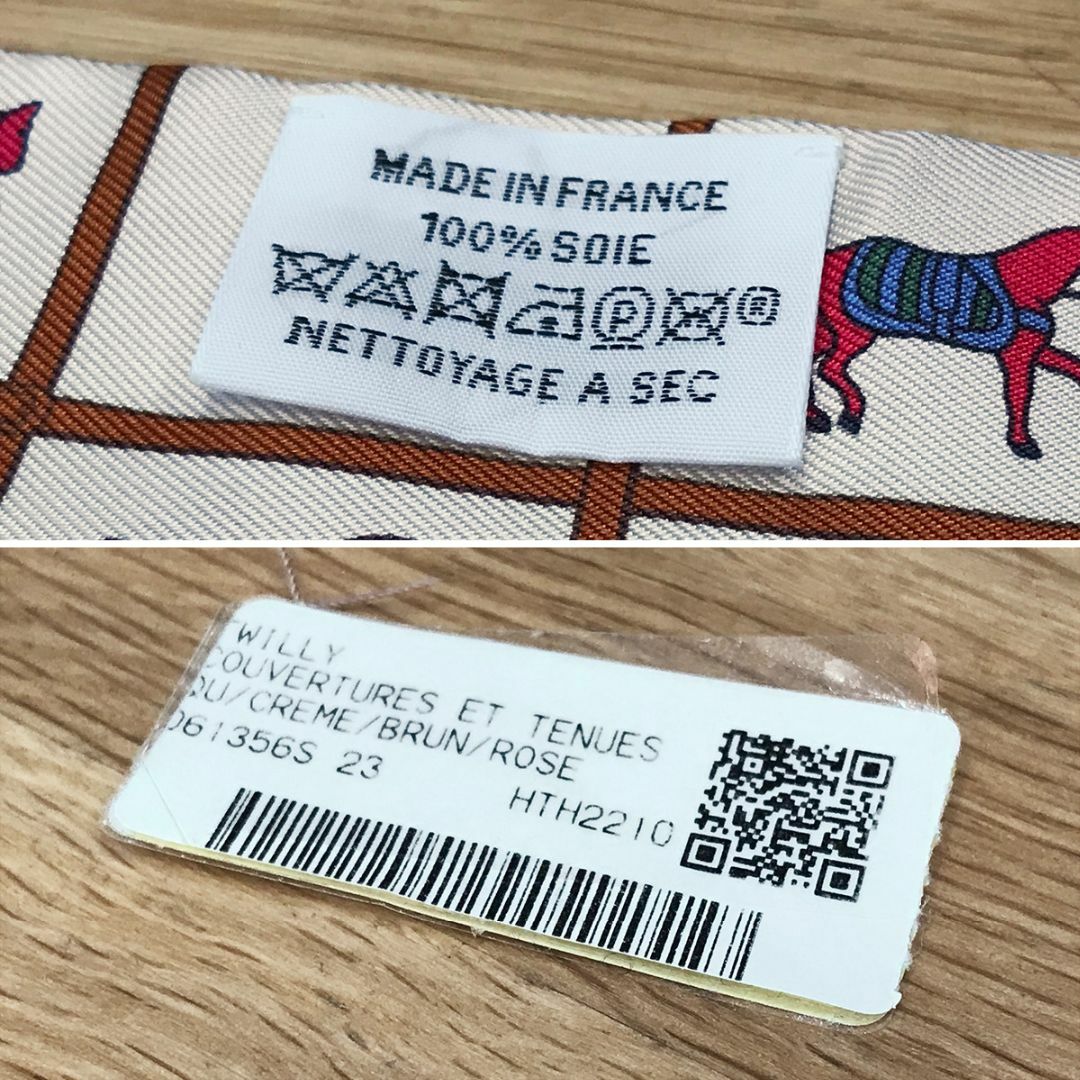 MADE IN FRANCE
100% SOIE
P ®
NETTOYAGE A SEC
TWILLY
COUVERTURES ET TENUES
QU/CREME/BRUN/ROSE
061356S 23
HTH2210